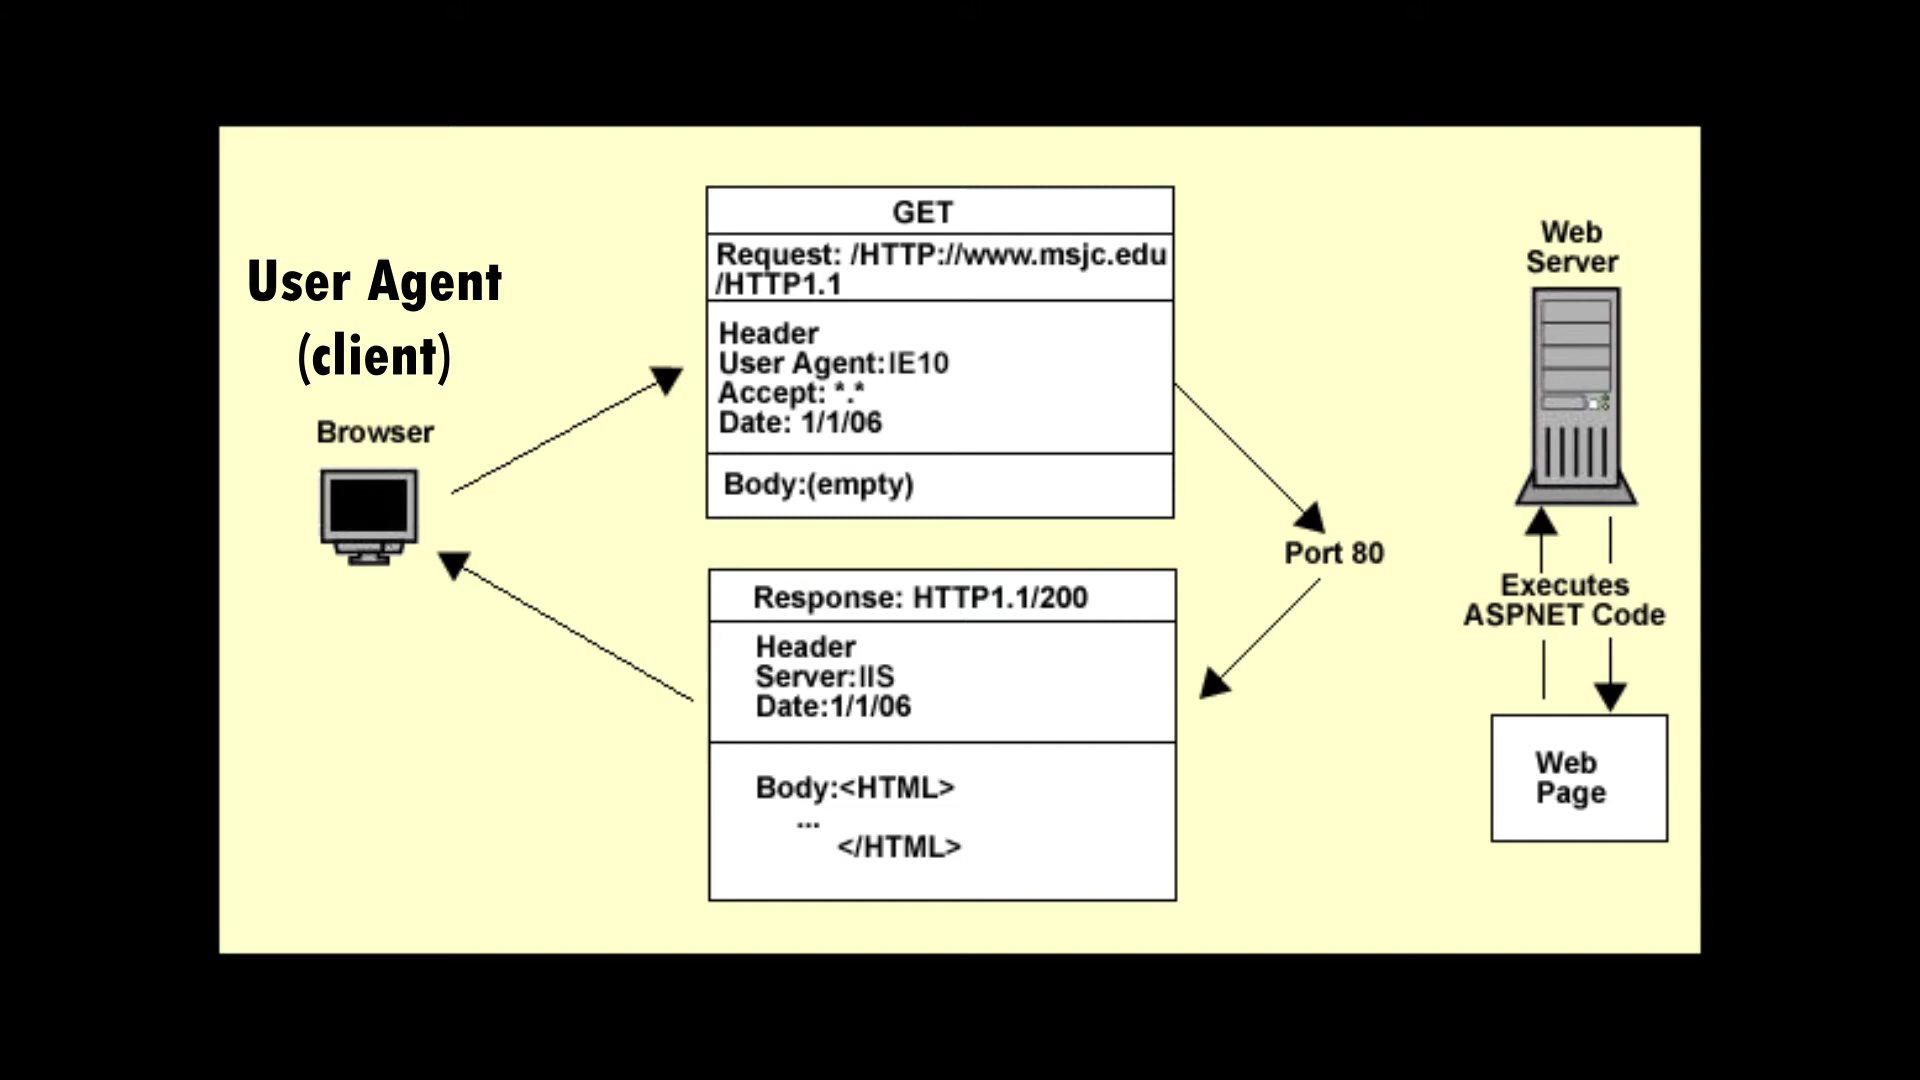 User Agent
(client)
Browser
GET
Request: /HTTP://www.msjc.edu
/HTTP1.1
Header
User Agent:IE10
Accept: *.*
Date: 1/1/06
Body:(empty)
Port 80
Response: HTTP1.1/200
Header
Server:IIS
Date:1/1/06
Body:<HTML>
...
</HTML>
Web
Server
Executes
ASPNET Code
Web
Page